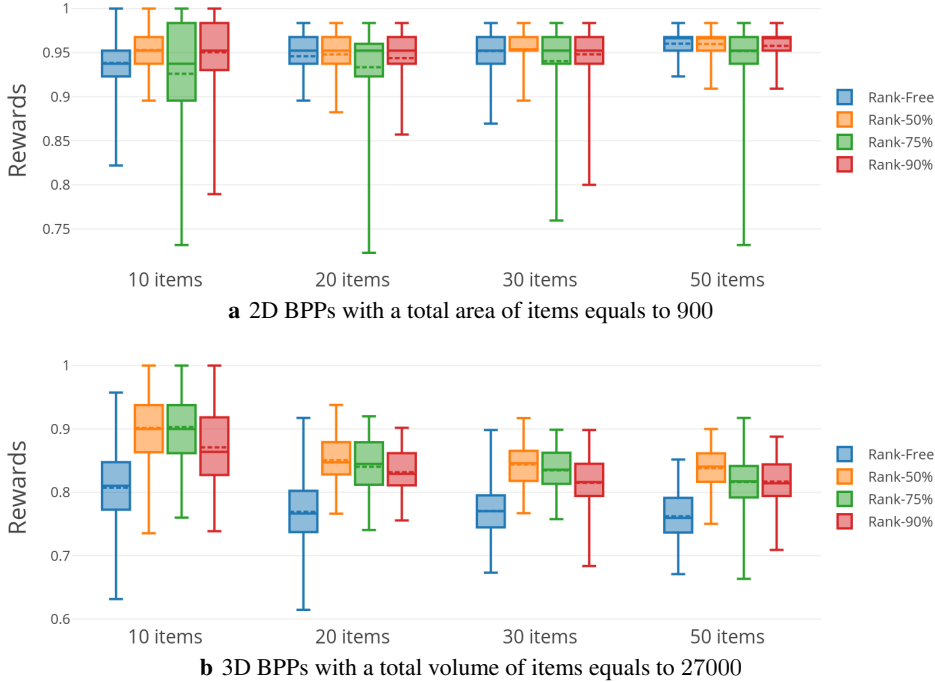 1
0.95
0.9
0.85
0.8
0.75
Rewards
10 items
20 items
30 items
50 items
Rank-Free
Rank-50%
Rank-75%
Rank-90%
a 2D BPPs with a total area of items equals to 900
1
0.9
0.8
0.7
0.6
Rewards
10 items
20 items
30 items
50 items
Rank-Free
Rank-50%
Rank-75%
Rank-90%
b 3D BPPs with a total volume of items equals to 27000